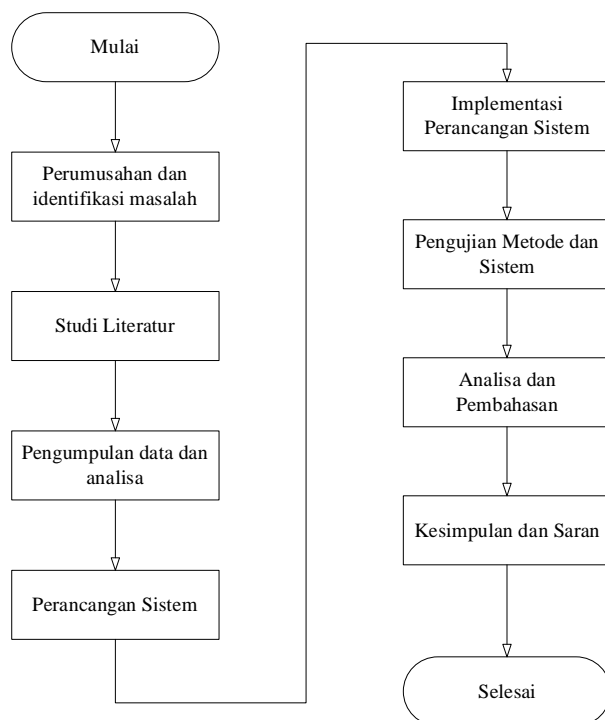 Mulai
Perumusahan dan
identifikasi masalah
Studi Literatur
Pengumpulan data dan
analisa
Perancangan Sistem
Implementasi
Perancangan Sistem
Pengujian Metode dan
Sistem
Analisa dan
Pembahasan
Kesimpulan dan Saran
Selesai